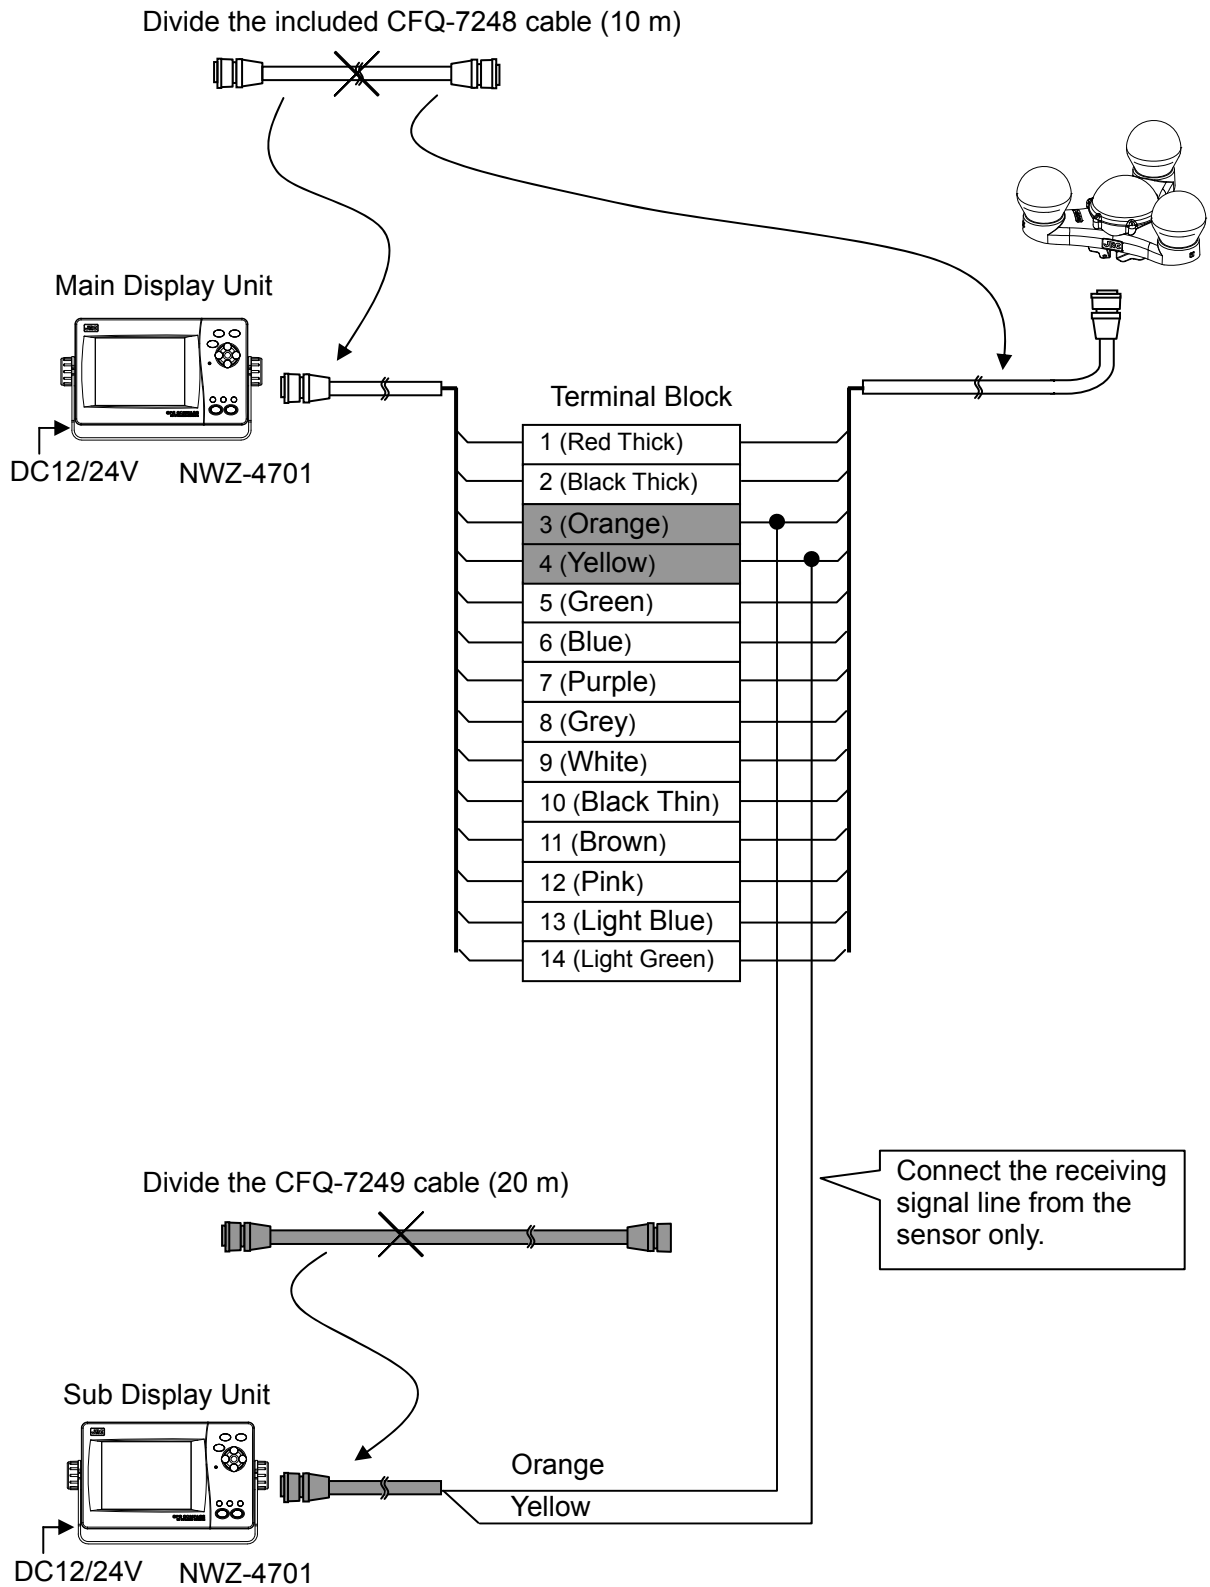 Divide the included CFQ-7248 cable (10 m)
JRC
Main Display Unit
JRC
DC12/24V
NWZ-4701
Terminal Block
1 (Red Thick)
2 (Black Thick)
3 (Orange)
4 (Yellow)
5 (Green)
6 (Blue)
7 (Purple)
8 (Grey)
9 (White)
10 (Black Thin)
11 (Brown)
12 (Pink)
13 (Light Blue)
14 (Light Green)
Connect the receiving
signal line from the
sensor only.
Divide the CFQ-7249 cable (20 m)
Sub Display Unit
JRC
Orange
Yellow
DC12/24V
NWZ-4701